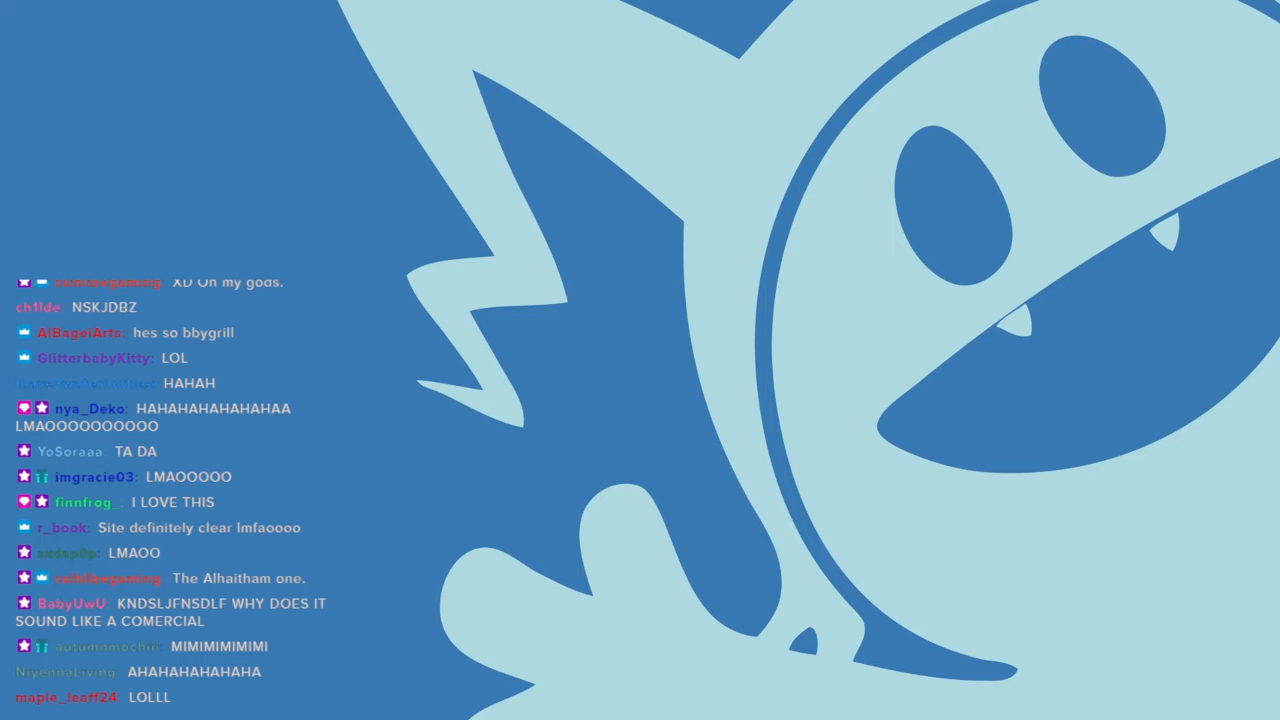 XD Oh my gods.
ch1lde: NSKJDBZ
AlBagelArts: hes so bbygrill
GlitterbabyKitty: LOL
HAHAH
nya_Deko: HAHAHAHAHAHAHAA
LMAOOOOOOOOOO
YoSoraaa: TA DA
imgracie03: LMAOOOOO
finnfrog_: I LOVE THIS
r_book: Site definitely clear lmfaoooo
LMAOO
The Alhaitham one.
BabyUwU: KNDSLJFNSDLF WHY DOES IT
SOUND LIKE A COMERCIAL
autumnmochiii: MIMIMIMIMIMI
NiyennaLiving: AHAHAHAHAHAHA
maple_leaff24: LOLLL